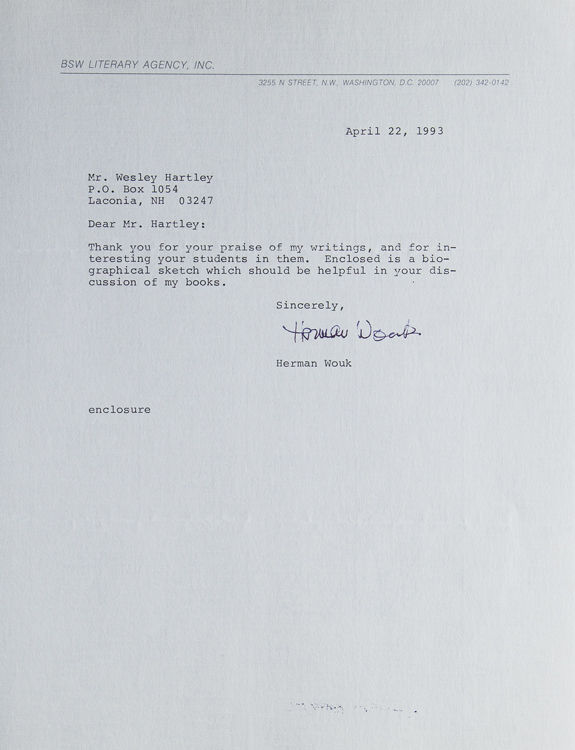 BSW LITERARY AGENCY, INC.
3255 N STREET, N.W., WASHINGTON, D.C. 20007 (202) 342-0142
April 22, 1993
Mr. Wesley Hartley
P.O. Box 1054
Laconia, NH 03247
Dear Mr. Hartley:
Thank you for your praise of my writings, and for in-
teresting your students in them. Enclosed is a bio-
graphical sketch which should be helpful in your dis-
cussion of my books.
Sincerely,
Herman Wouk
Herman Wouk
enclosure